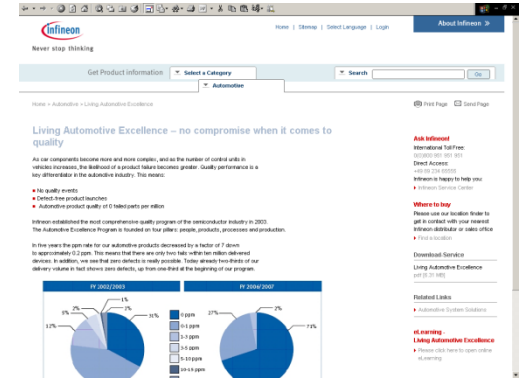 infineon
Never stop thinking
Home | Sitemap | Select Language | Login
About Infineon
Get Product information
Select a Category
Search
Go
Automotive
Home » Automotive » Living Automotive Excellence
Print Page
Send Page
Living Automotive Excellence – no compromise when it comes to
quality
As car components become more and more complex, and as the number of control units in
vehicles increases, the likelihood of a product failure becomes greater. Quality performance is a
key differentiator in the automotive industry. This means:
No quality events
Defect-free product launches
Automotive product quality of 0 failed parts per million
Infineon established the most comprehensive quality program of the semiconductor industry in 2003.
The Automotive Excellence Program is founded on four pillars: people, products, processes and production.
In five years the ppm rate for our automotive products decreased by a factor of 7 down
to approximately 0.2 ppm. This means that there are only two fails within ten million delivered
devices. In addition, we see that zero defects is really possible. Today already two-thirds of our
delivery volume in fact shows zero defects, up from one-third at the beginning of our program.
FY 2002/2003
FY 2006/2007
1%
31%
12%
0 ppm
0-1 ppm
1-3 ppm
3-5 ppm
5-10 ppm
10-15 ppm
27%
2%
71%
Ask Infineon!
International Toll Free:
Direct Access:
Infineon is happy to help you.
Infineon Service Center
Where to buy
Please use our location finder to
get in contact with your nearest
Infineon distributor or sales office
Find a location
Download-Service
Living Automotive Excellence
Related Links
Automotive System Solutions
eLearning -
Living Automotive Excellence
Please click here to open online
eLearning